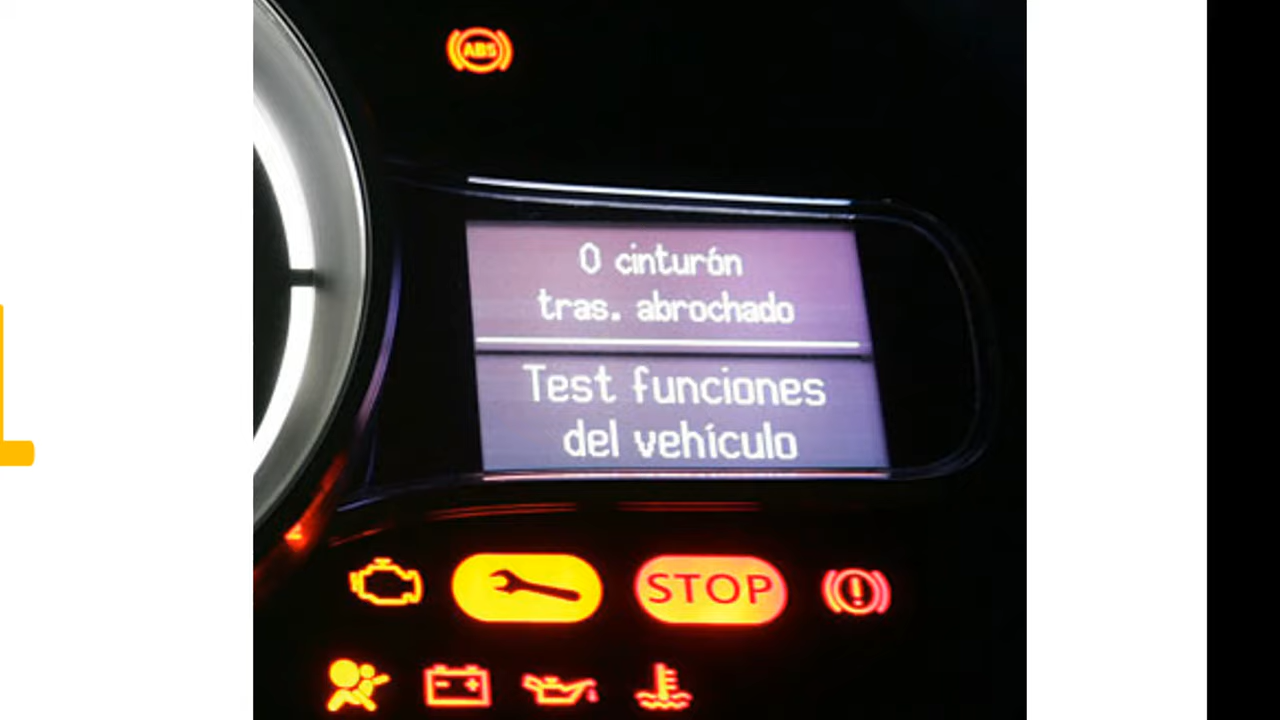 ABS
0 cinturón
tras. abrochado
Test funciones
del vehículo
STOP